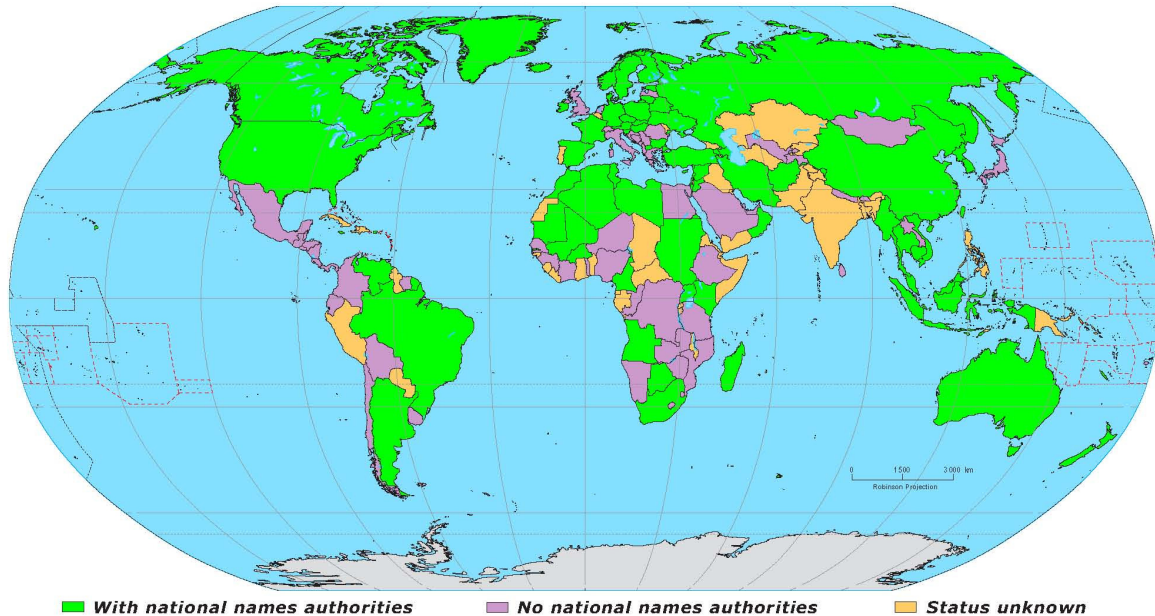 0 1 500 3 000 km
Robinson Projection
With national names authorities No national names authorities Status unknown